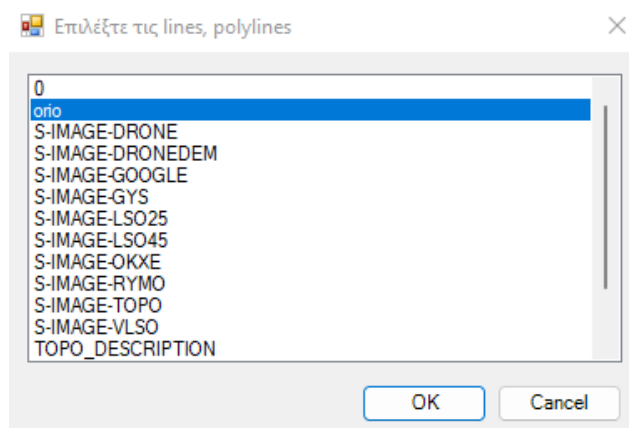 Επιλέξτε τις lines, polylines
0
orio
S-IMAGE-DRONE
S-IMAGE-DRONEDEM
S-IMAGE-GOOGLE
S-IMAGE-GYS
S-IMAGE-LSO25
S-IMAGE-LSO45
S-IMAGE-OKXE
S-IMAGE-RYMO
S-IMAGE-TOPO
S-IMAGE-VLSO
TOPO_DESCRIPTION
OK Cancel